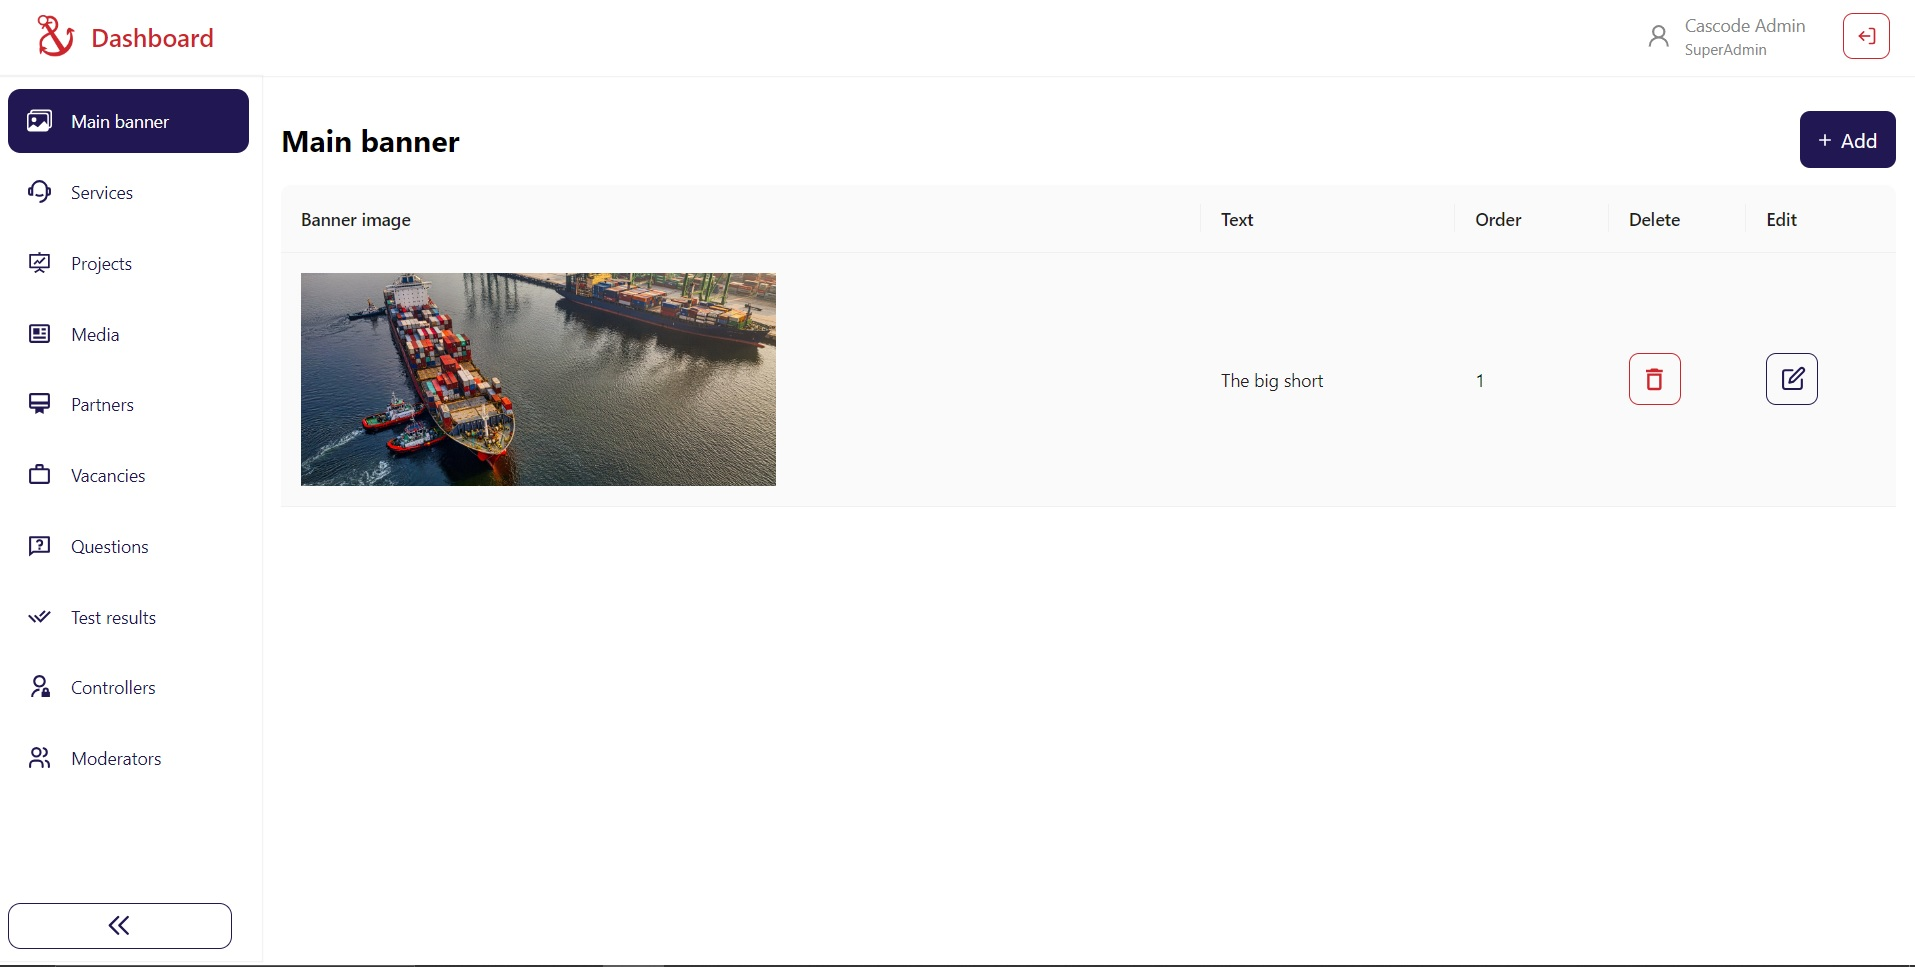 Dashboard
Cascode Admin
SuperAdmin
Main banner
Services
Projects
Media
Partners
Vacancies
Questions
Test results
Controllers
Moderators
Main banner
+ Add
Banner image Text Order Delete Edit
The big short 1